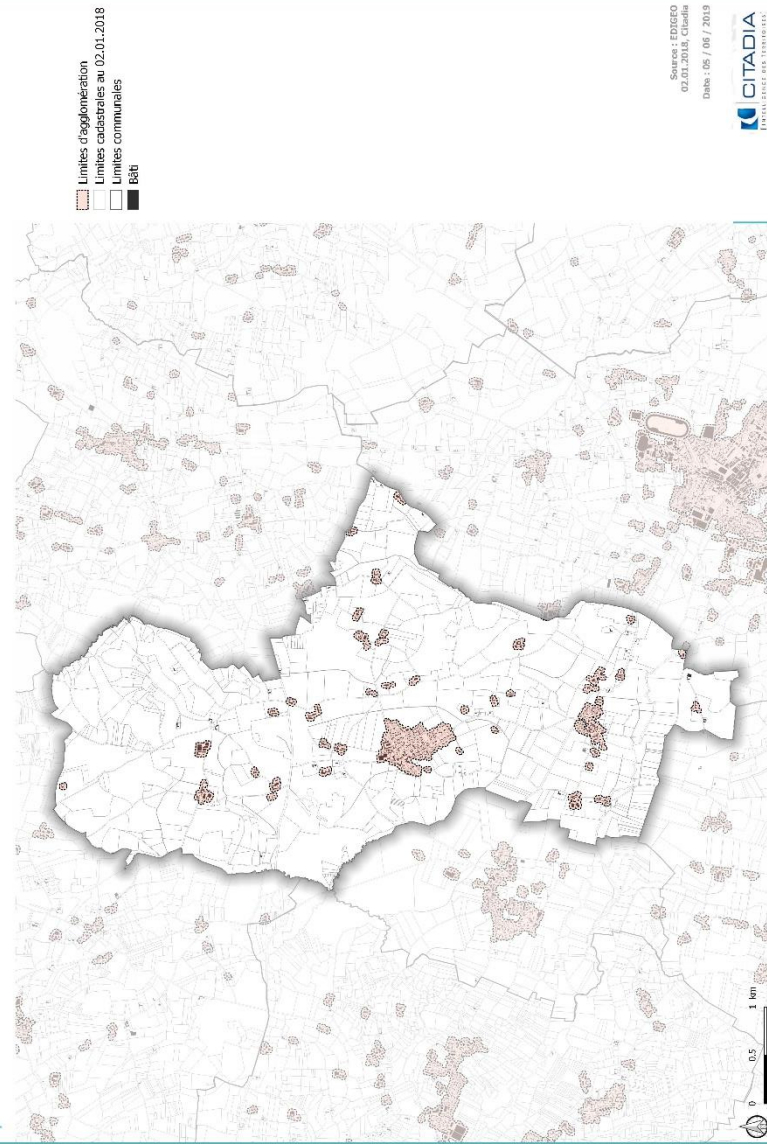 Limites d'agglomération
Limites cadastrales au 02.01.2018
Limites communales
Bâti
Source : EDIGEO
02.01.2018, Citadia
Date : 05 / 06 / 2019
CITADIA
0 0.5 1 km